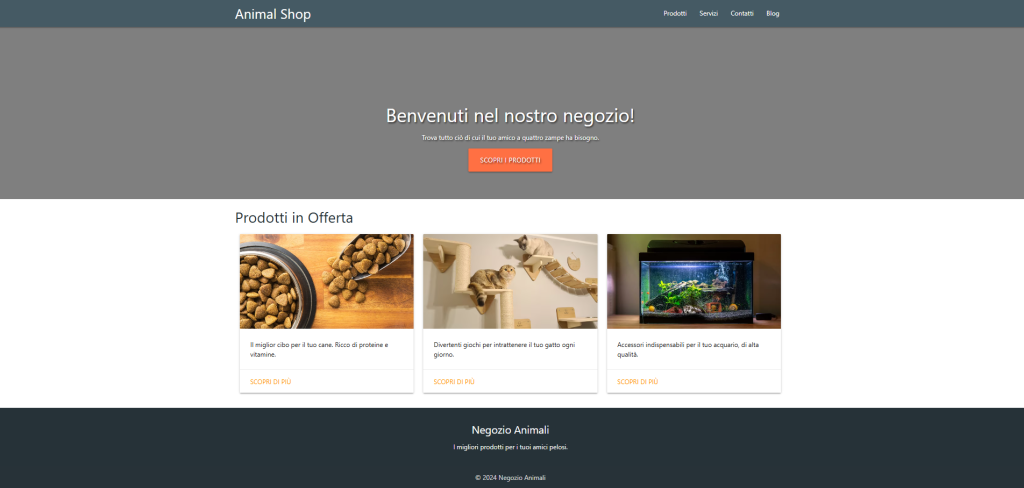 Animal Shop
Prodotti Servizi Contatti Blog
Benvenuti nel nostro negozio!
Trova tutto ciò di cui il tuo amico a quattro zampe ha bisogno.
SCOPRI I PRODOTTI
Prodotti in Offerta
Il miglior cibo per il tuo cane. Ricco di proteine e
vitamine.
SCOPRI DI PIÙ
Divertenti giochi per intrattenere il tuo gatto ogni
giorno.
SCOPRI DI PIÙ
Accessori indispensabili per il tuo acquario, di alta
qualità.
SCOPRI DI PIÙ
Negozio Animali
I migliori prodotti per i tuoi amici pelosi.
© 2024 Negozio Animali